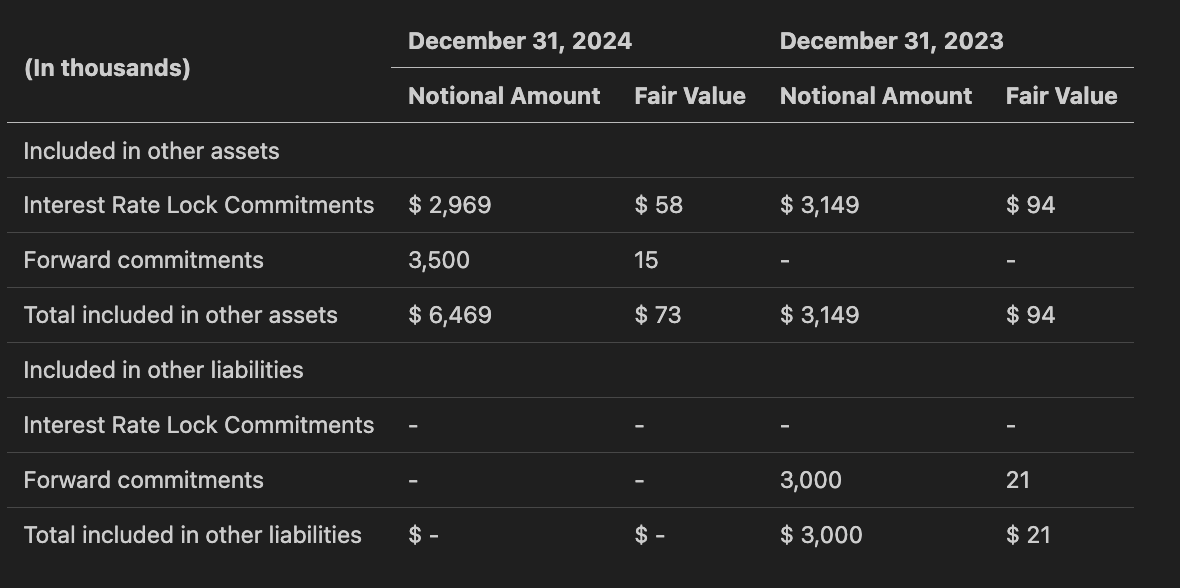 December 31, 2024 December 31, 2023
(In thousands)
Notional Amount Fair Value Notional Amount Fair Value
Included in other assets
Interest Rate Lock Commitments $ 2,969 $ 58 $ 3,149 $ 94
Forward commitments 3,500 15 - -
Total included in other assets $ 6,469 $ 73 $ 3,149 $ 94
Included in other liabilities
Interest Rate Lock Commitments - - - -
Forward commitments - - 3,000 21
Total included in other liabilities $ - $ - $ 3,000 $ 21